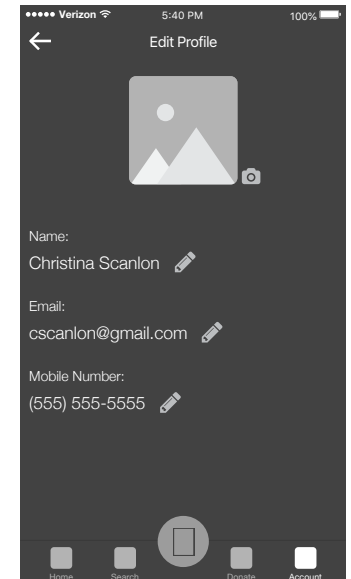 ●●●●● Verizon 5:40 PM 100%
Edit Profile
Name:
Christina Scanlon
Email:
cscanlon@gmail.com
Mobile Number:
(555) 555-5555
Home Search Donate Account